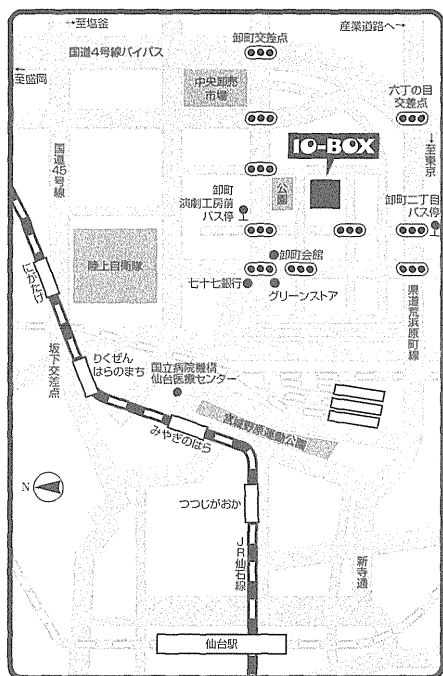 →至塩釜
産業道路へ→
卸町交差点
国道4号線バイパス
←至盛岡
中央卸売
市場
六丁の目
交差点
10-BOX
→至東京
国道45号線
公園
卸町
演劇工房前
バス停
卸町二丁目
バス停
陸上自衛隊
卸町会館
七十七銀行
グリーンストア
にがたけ
県道荒浜原町線
坂下交差点
りくぜん
はらのまち
国立病院機構
仙台医療センター
宮城野原運動公園
みやぎのはら
N
つつじがおか
JR仙石線
新寺通
仙台駅